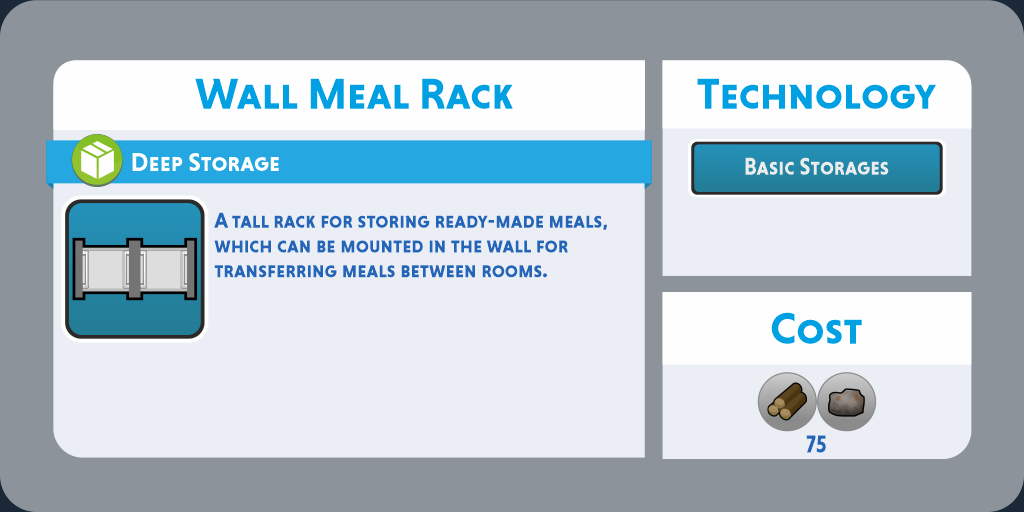 Wall Meal Rack
Deep Storage
A tall rack for storing ready-made meals,
which can be mounted in the wall for
transferring meals between rooms.
Technology
Basic Storages
Cost
75